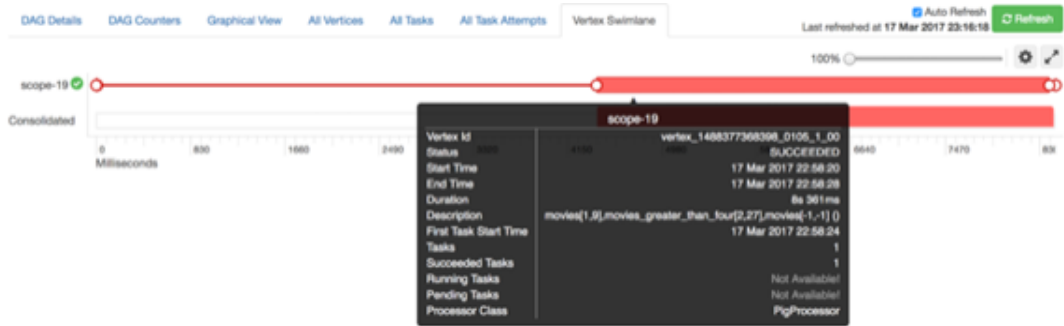 DAG Details DAG Counters Graphical View All Vertices All Tasks All Task Attempts Vertex Swimlane
Auto Refresh
Last refreshed at 17 Mar 2017 23:16:18
Refresh
100%
scope-19
Consolidated
scope-19
Vertex Id vertex_1488377368398_0105_1_00
Status SUCCEEDED
Start Time 17 Mar 2017 22:58:20
End Time 17 Mar 2017 22:58:28
Duration 8s 361ms
Description movies[1,9],movies_greater_than_four[2,27],movies[-1,-1] ()
First Task Start Time 17 Mar 2017 22:58:24
Tasks 1
Succeeded Tasks 1
Running Tasks Not Available!
Pending Tasks Not Available!
Processor Class PigProcessor
0 830 1660 2490 6640 7470
Milliseconds